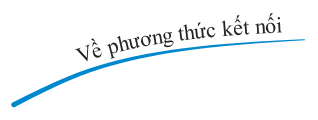 Về phương thức kết nối